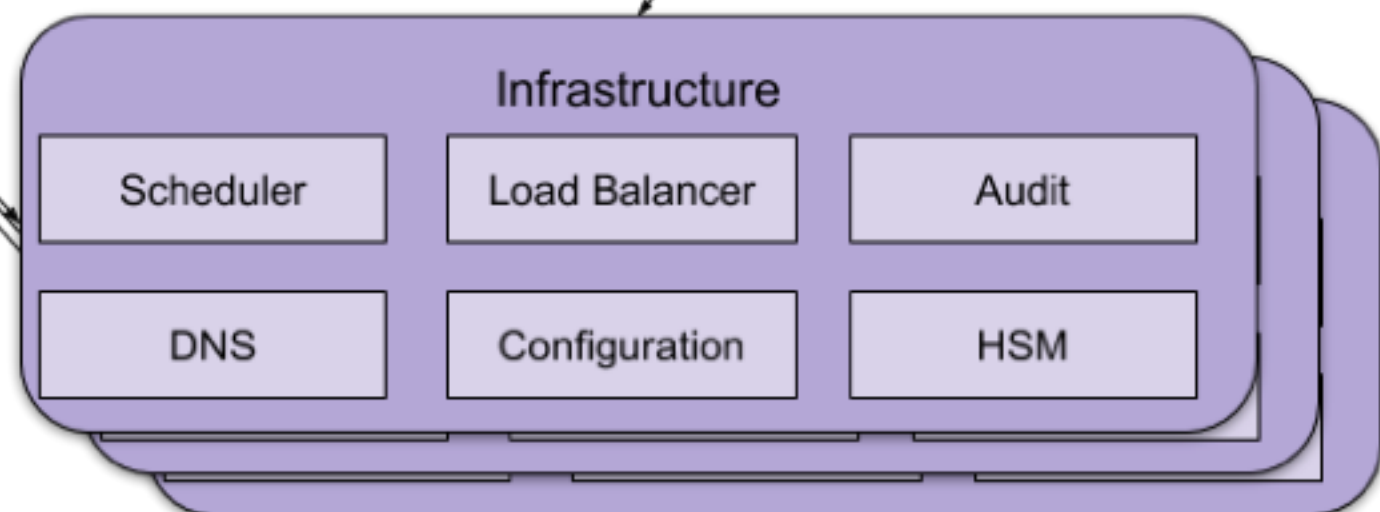 Infrastructure
Scheduler
Load Balancer
Audit
DNS
Configuration
HSM